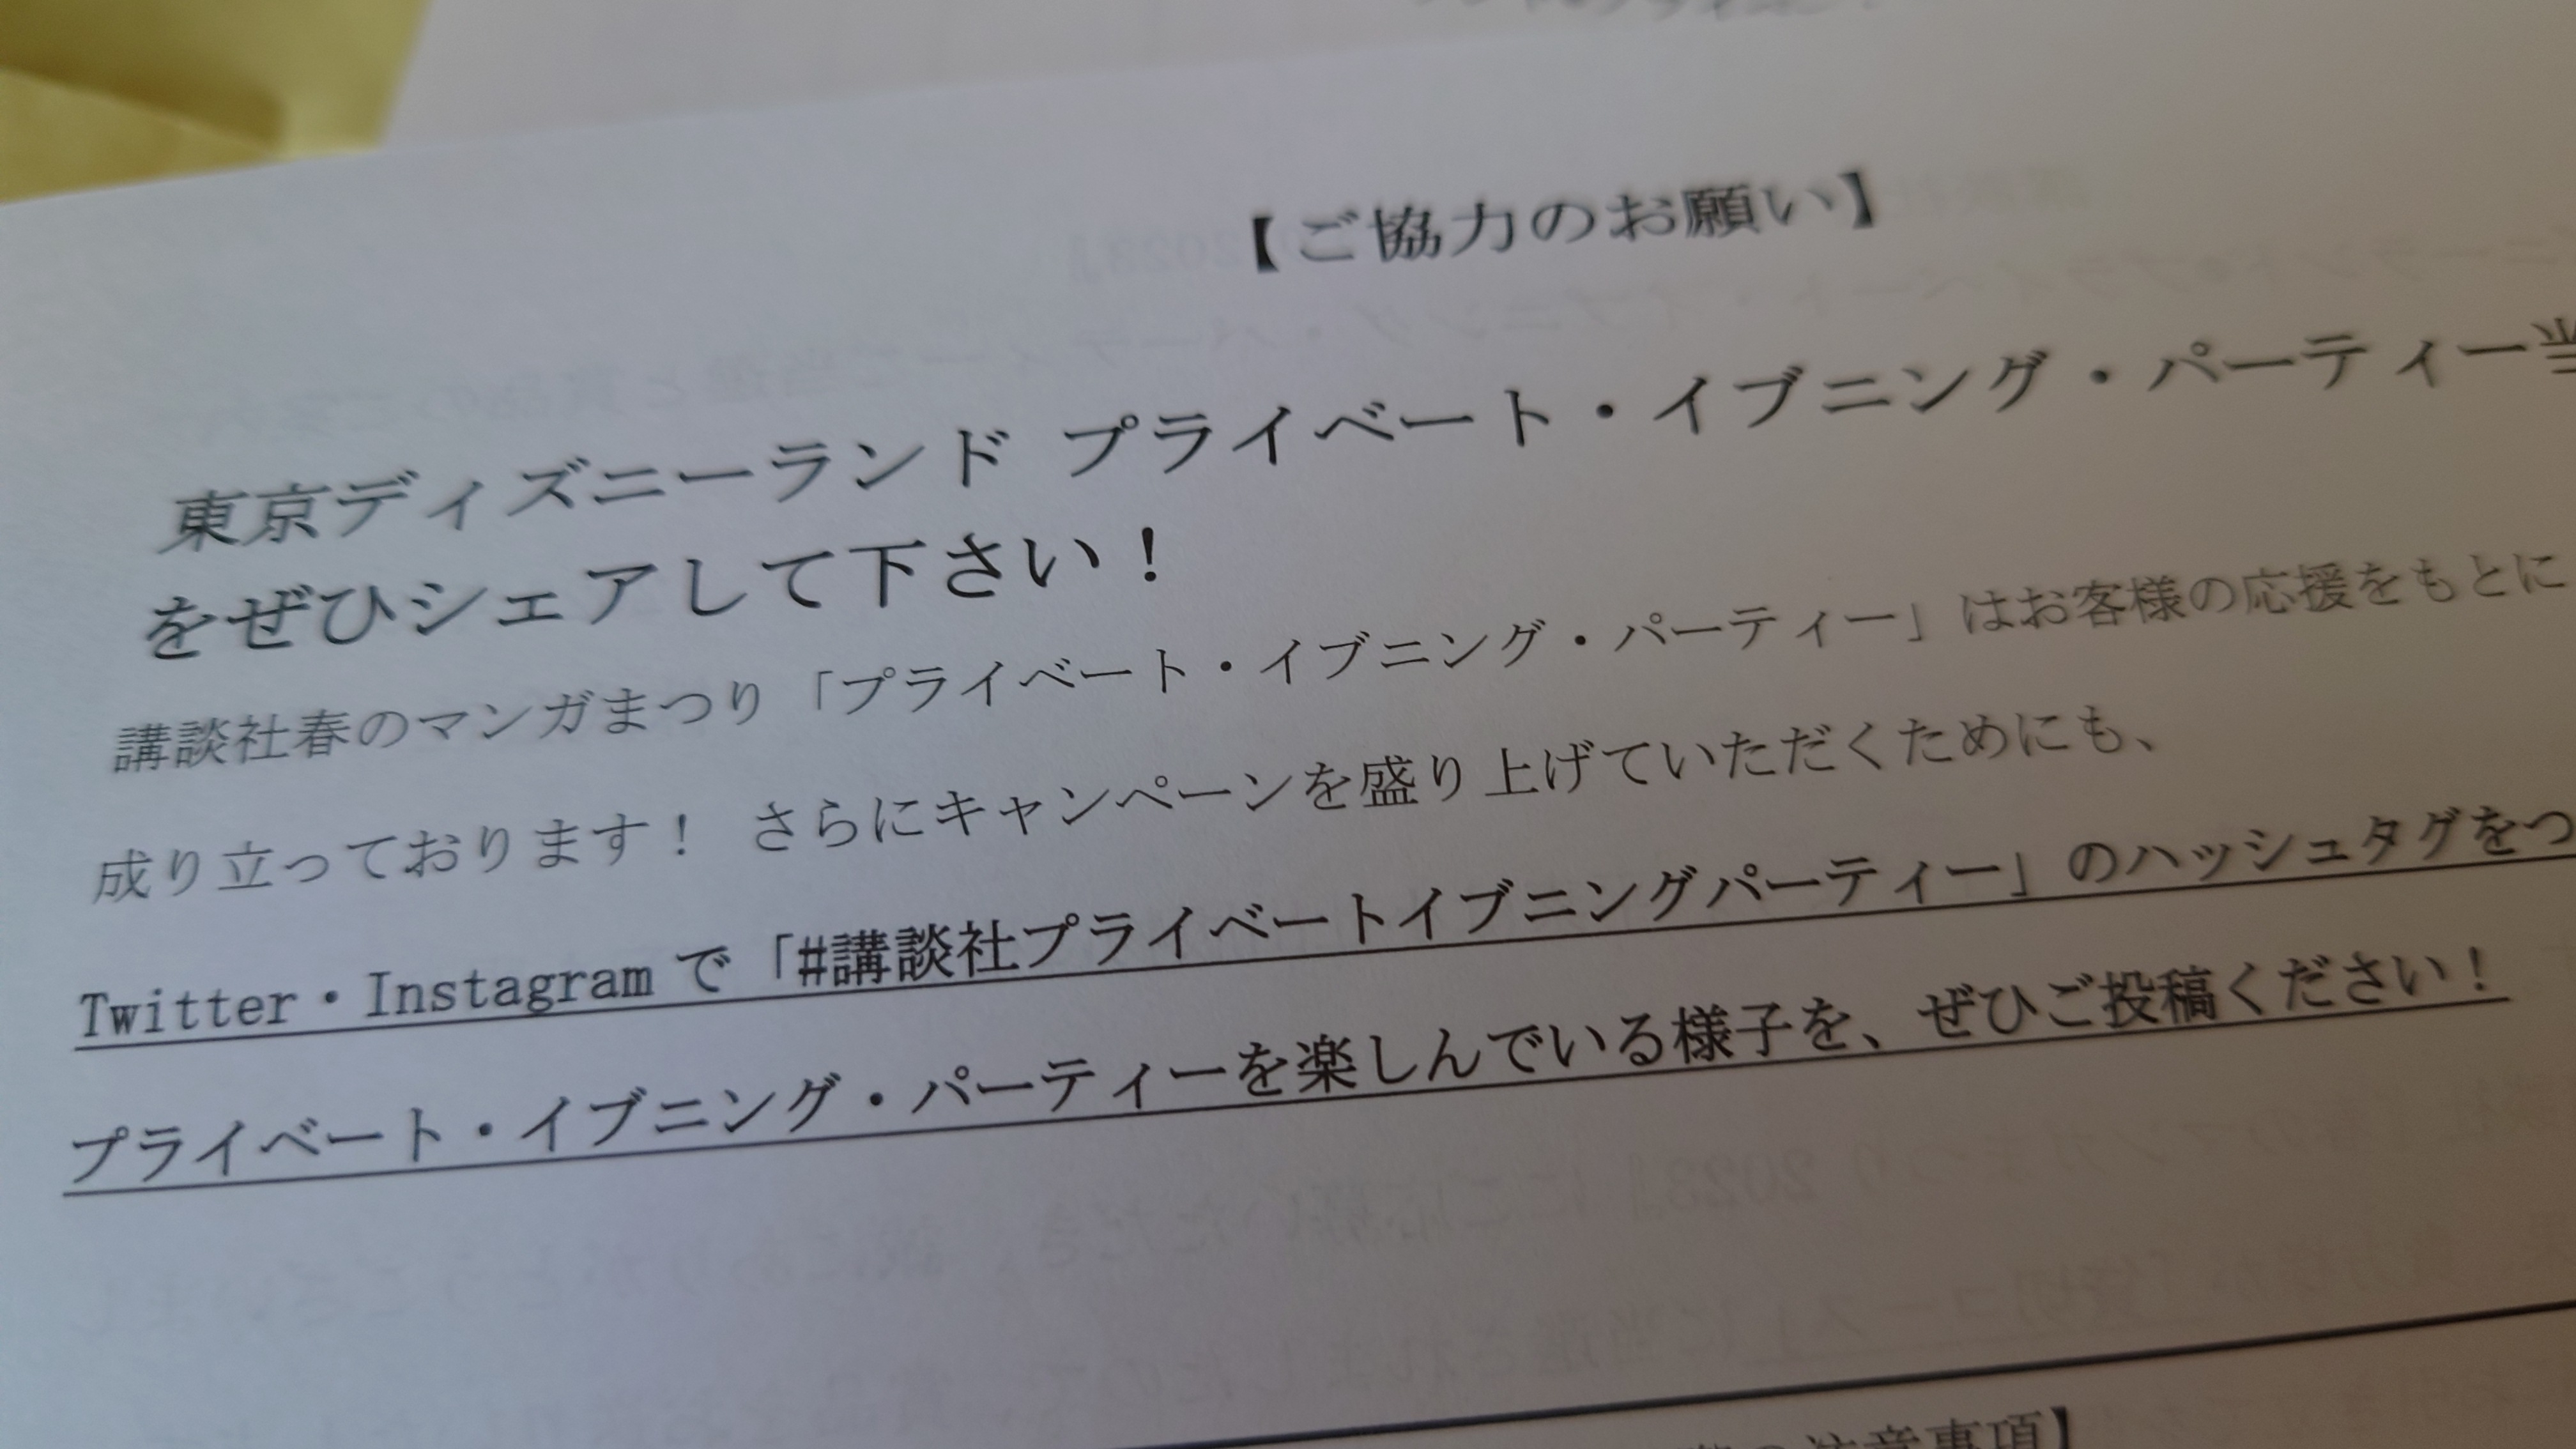 【ご協力のお願い】
東京ディズニーランド プライベート・イブニング・パーティー当
をぜひシェアして下さい！
講談社春のマンガまつり「プライベート・イブニング・パーティー」はお客様の応援をもとに
成り立っております！ さらにキャンペーンを盛り上げていただくためにも、
Twitter・Instagramで「#講談社プライベートイブニングパーティー」のハッシュタグをつ
プライベート・イブニング・パーティーを楽しんでいる様子を、ぜひご投稿ください！
注意事項】